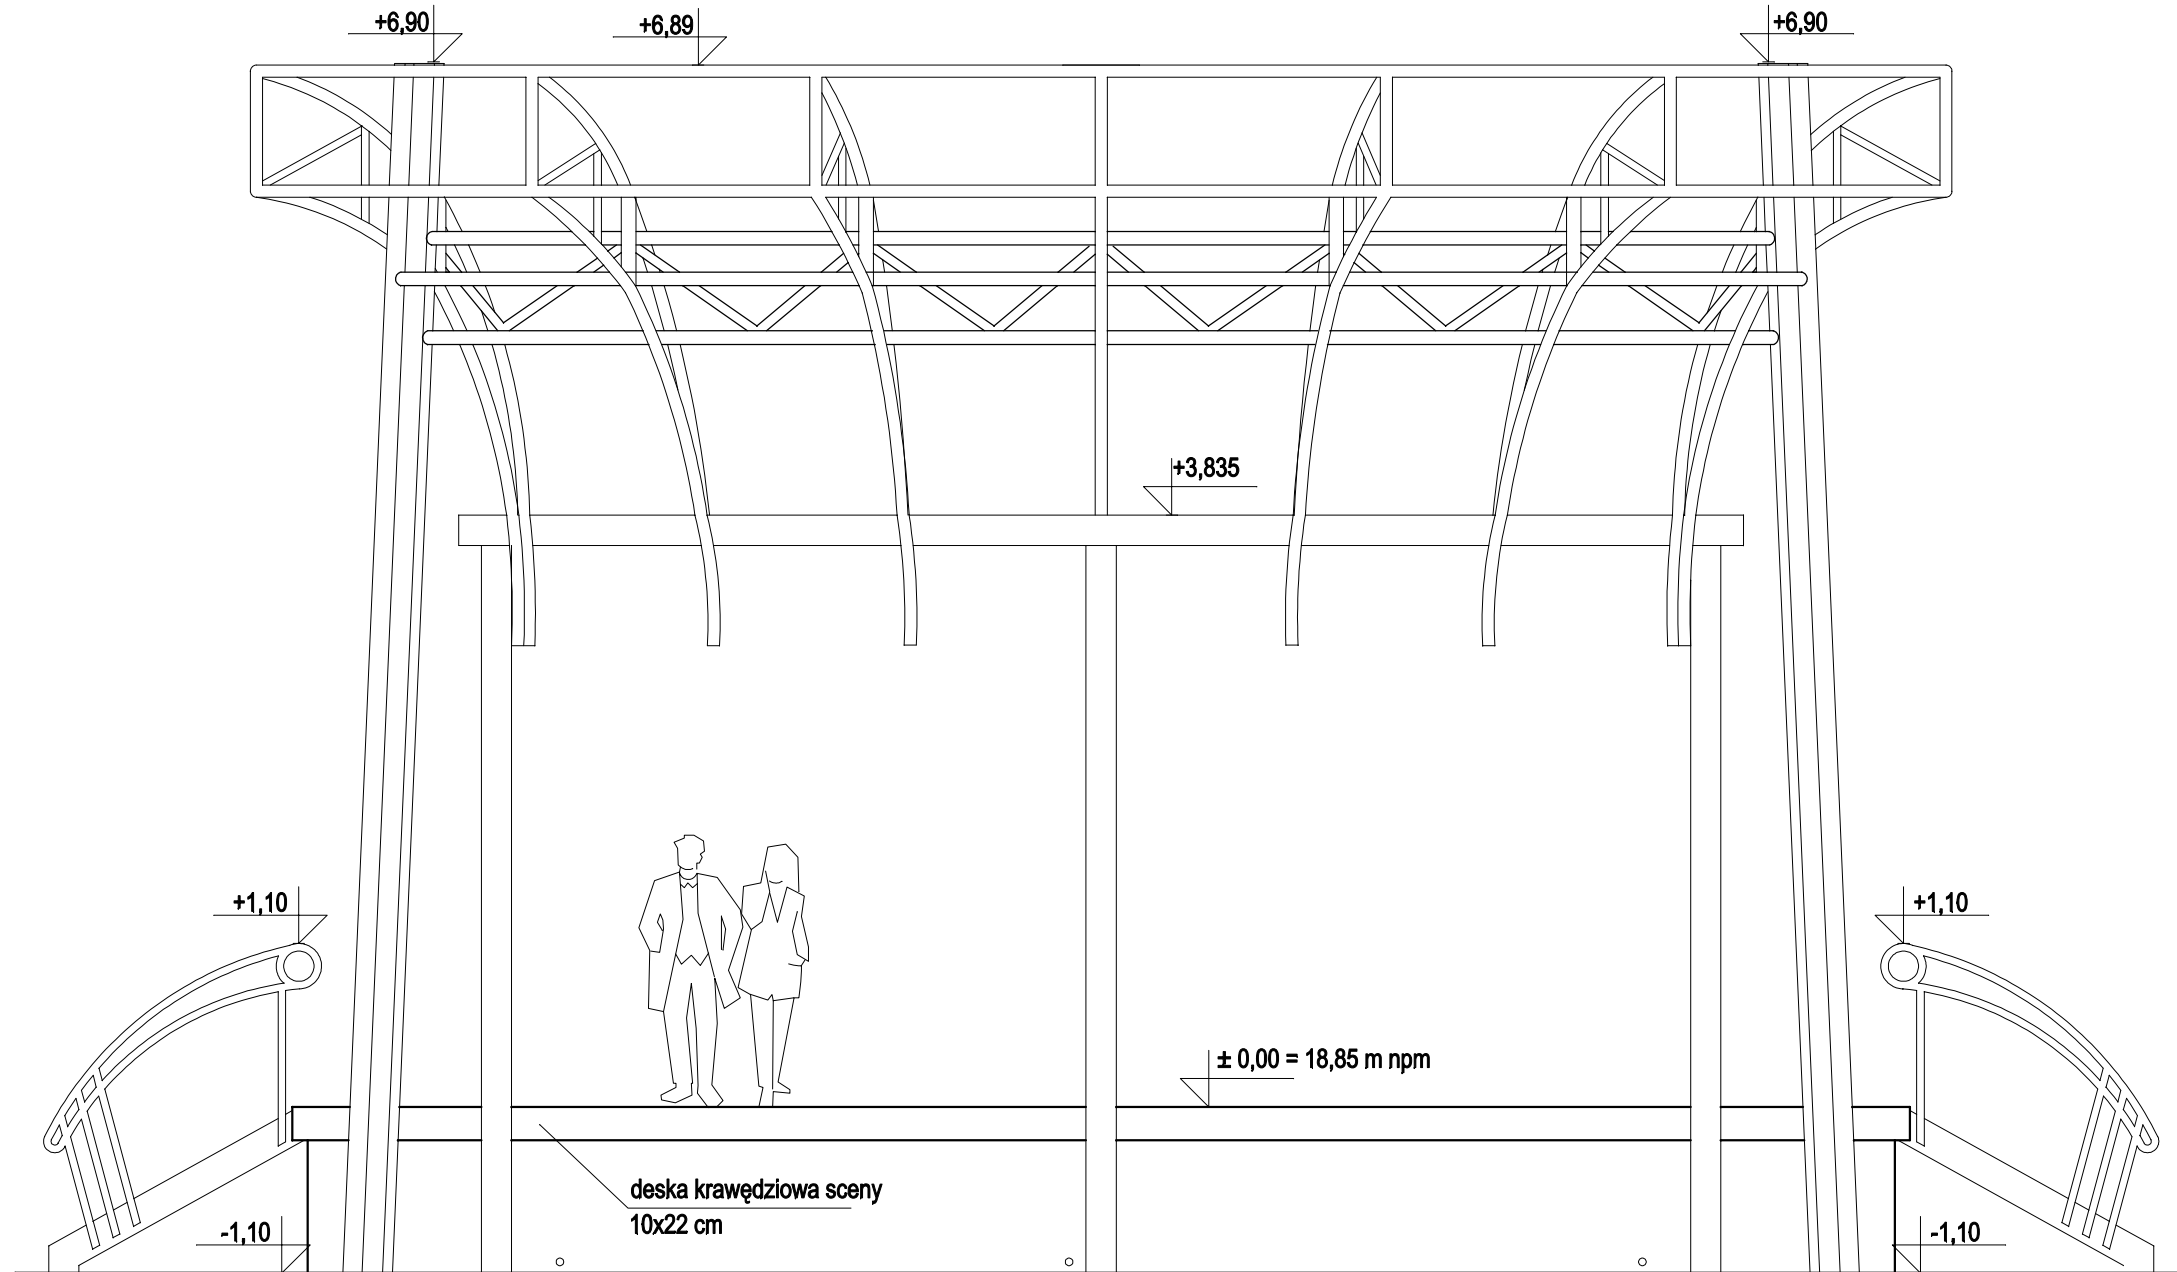 +6,90
+6,89
+6,90
+3,835
+1,10
+1,10
± 0,00 = 18,85 m npm
deska krawędziowa sceny
10x22 cm
-1,10
-1,10